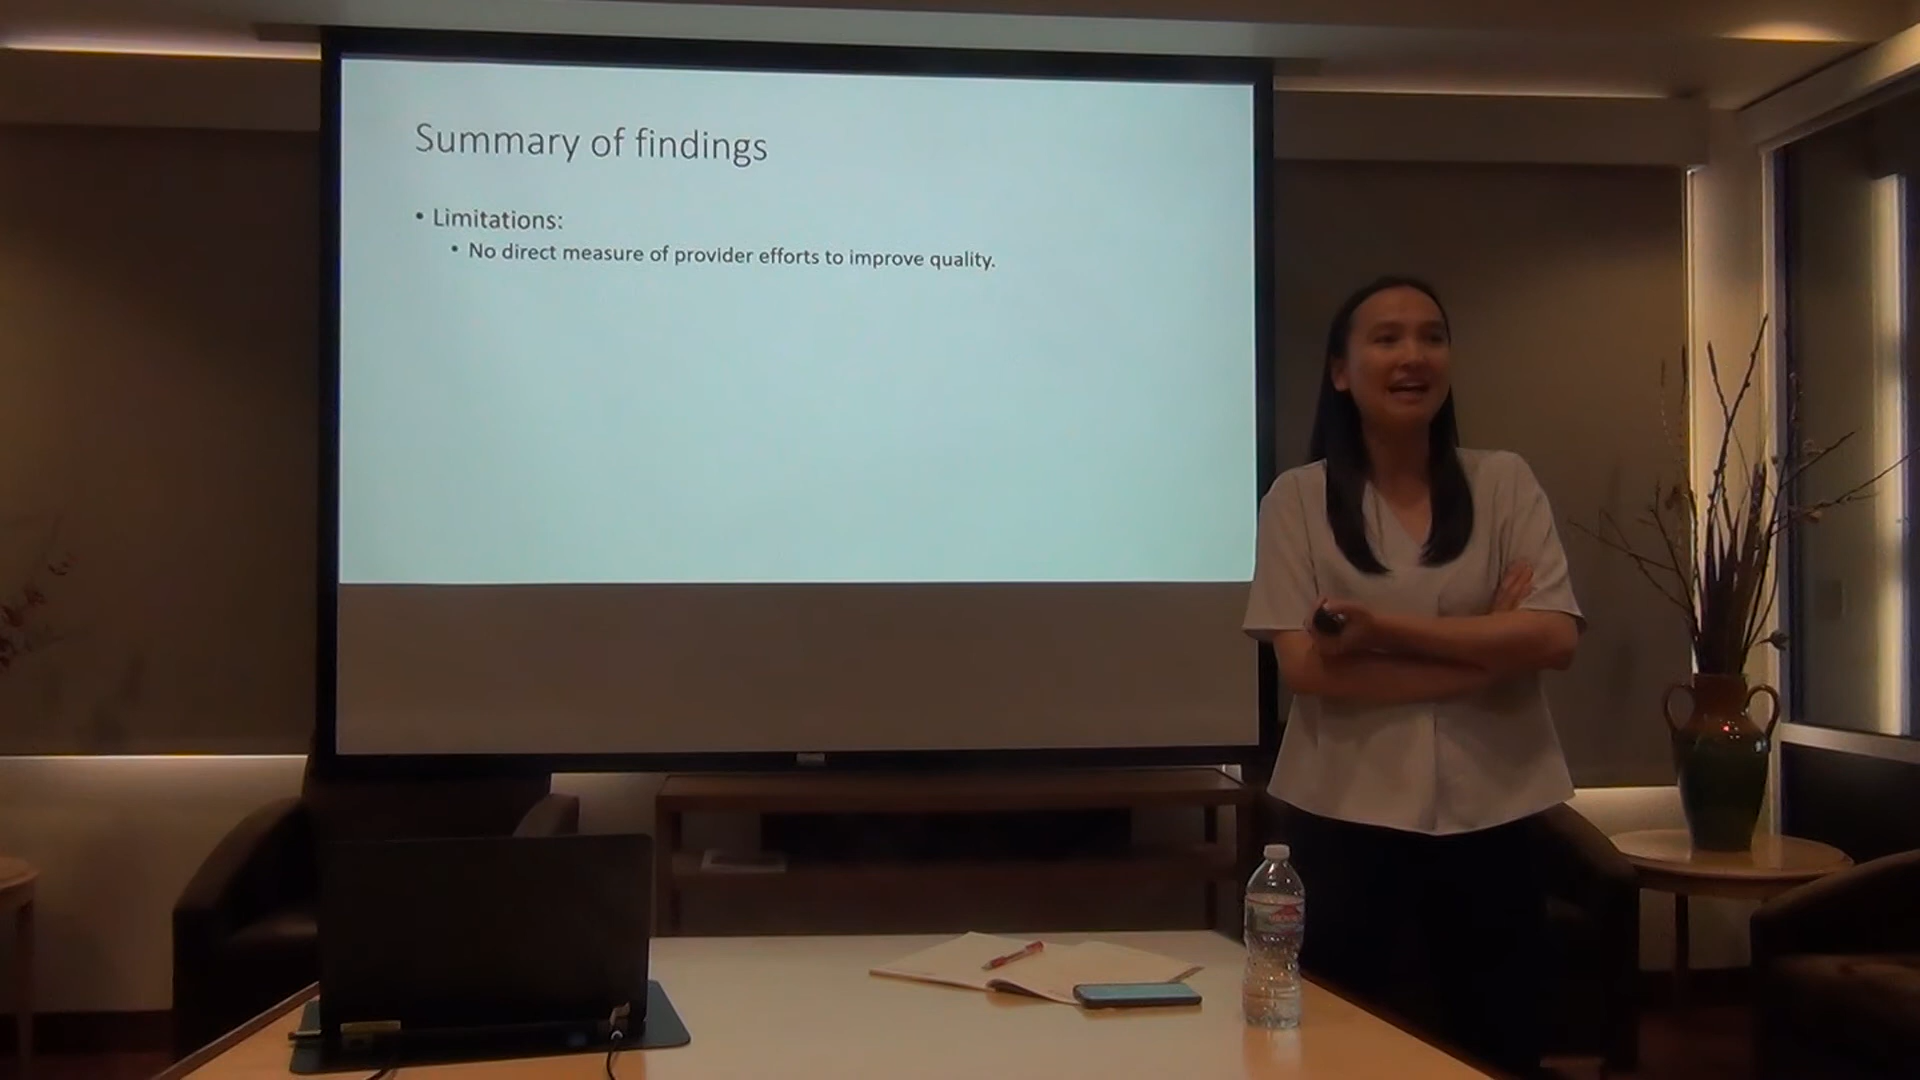 Summary of findings
• Limitations:
• No direct measure of provider efforts to improve quality.